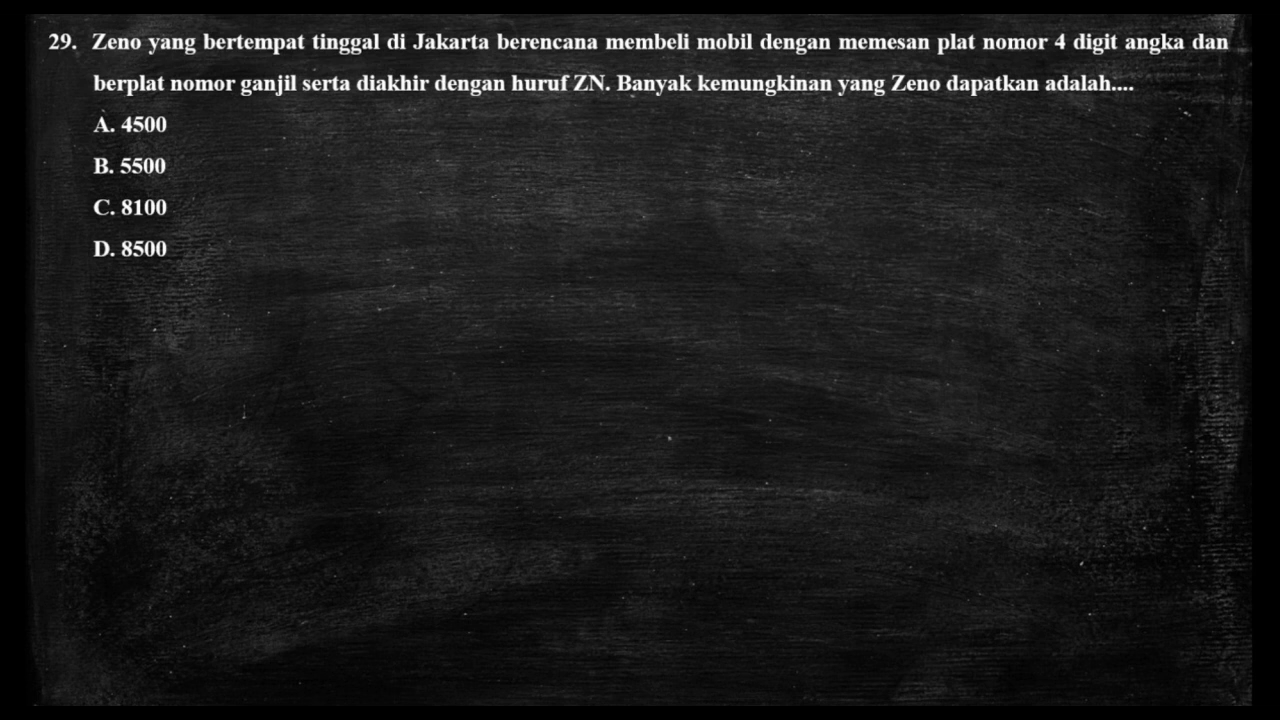 29. Zeno yang bertempat tinggal di Jakarta berencana membeli mobil dengan memesan plat nomor 4 digit angka dan
berplat nomor ganjil serta diakhir dengan huruf ZN. Banyak kemungkinan yang Zeno dapatkan adalah....
A. 4500
B. 5500
C. 8100
D. 8500